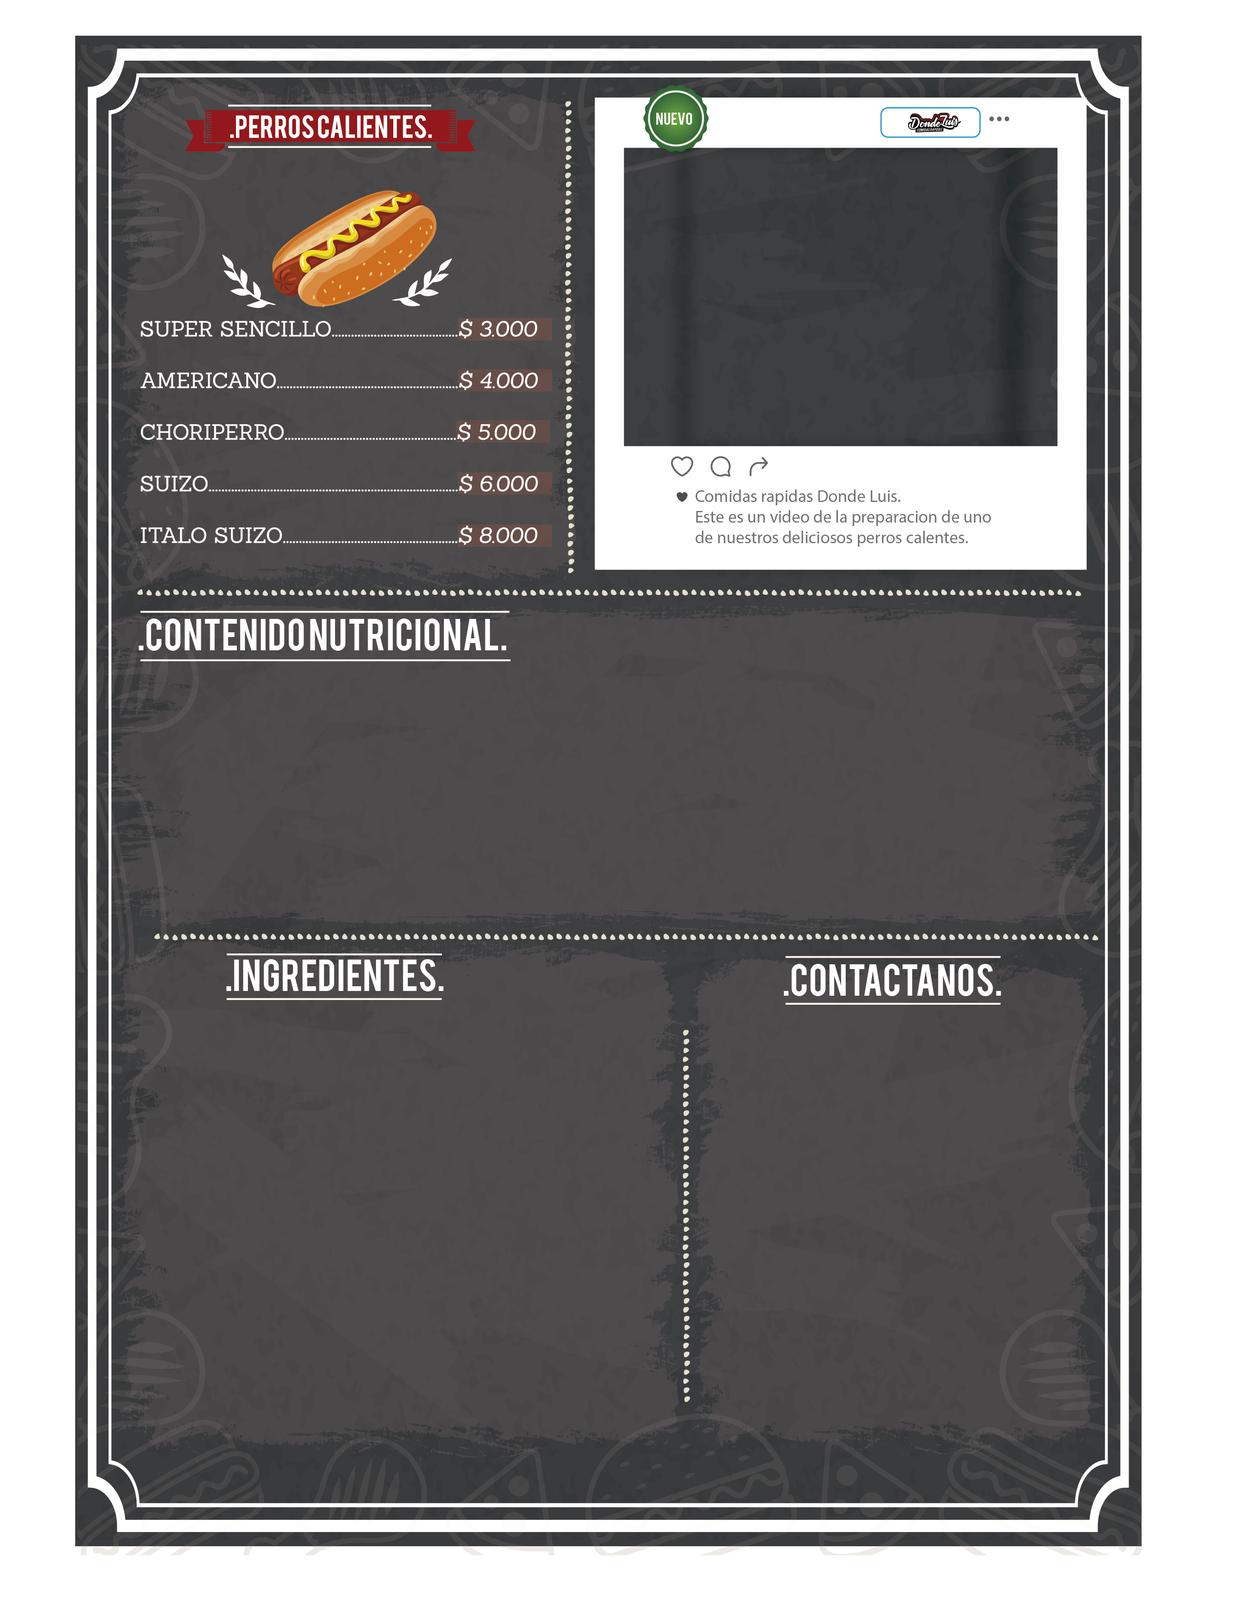 .PERROS CALIENTES.
SUPER SENCILLO $ 3.000
AMERICANO $ 4.000
CHORIPERRO $ 5.000
SUIZO $ 6.000
ITALO SUIZO $ 8.000
NUEVO
Donde Luis
Comidas rapidas Donde Luis.
Este es un video de la preparacion de uno
de nuestros deliciosos perros calentes.
.CONTENIDO NUTRICIONAL.
.INGREDIENTES.
.CONTACTANOS.